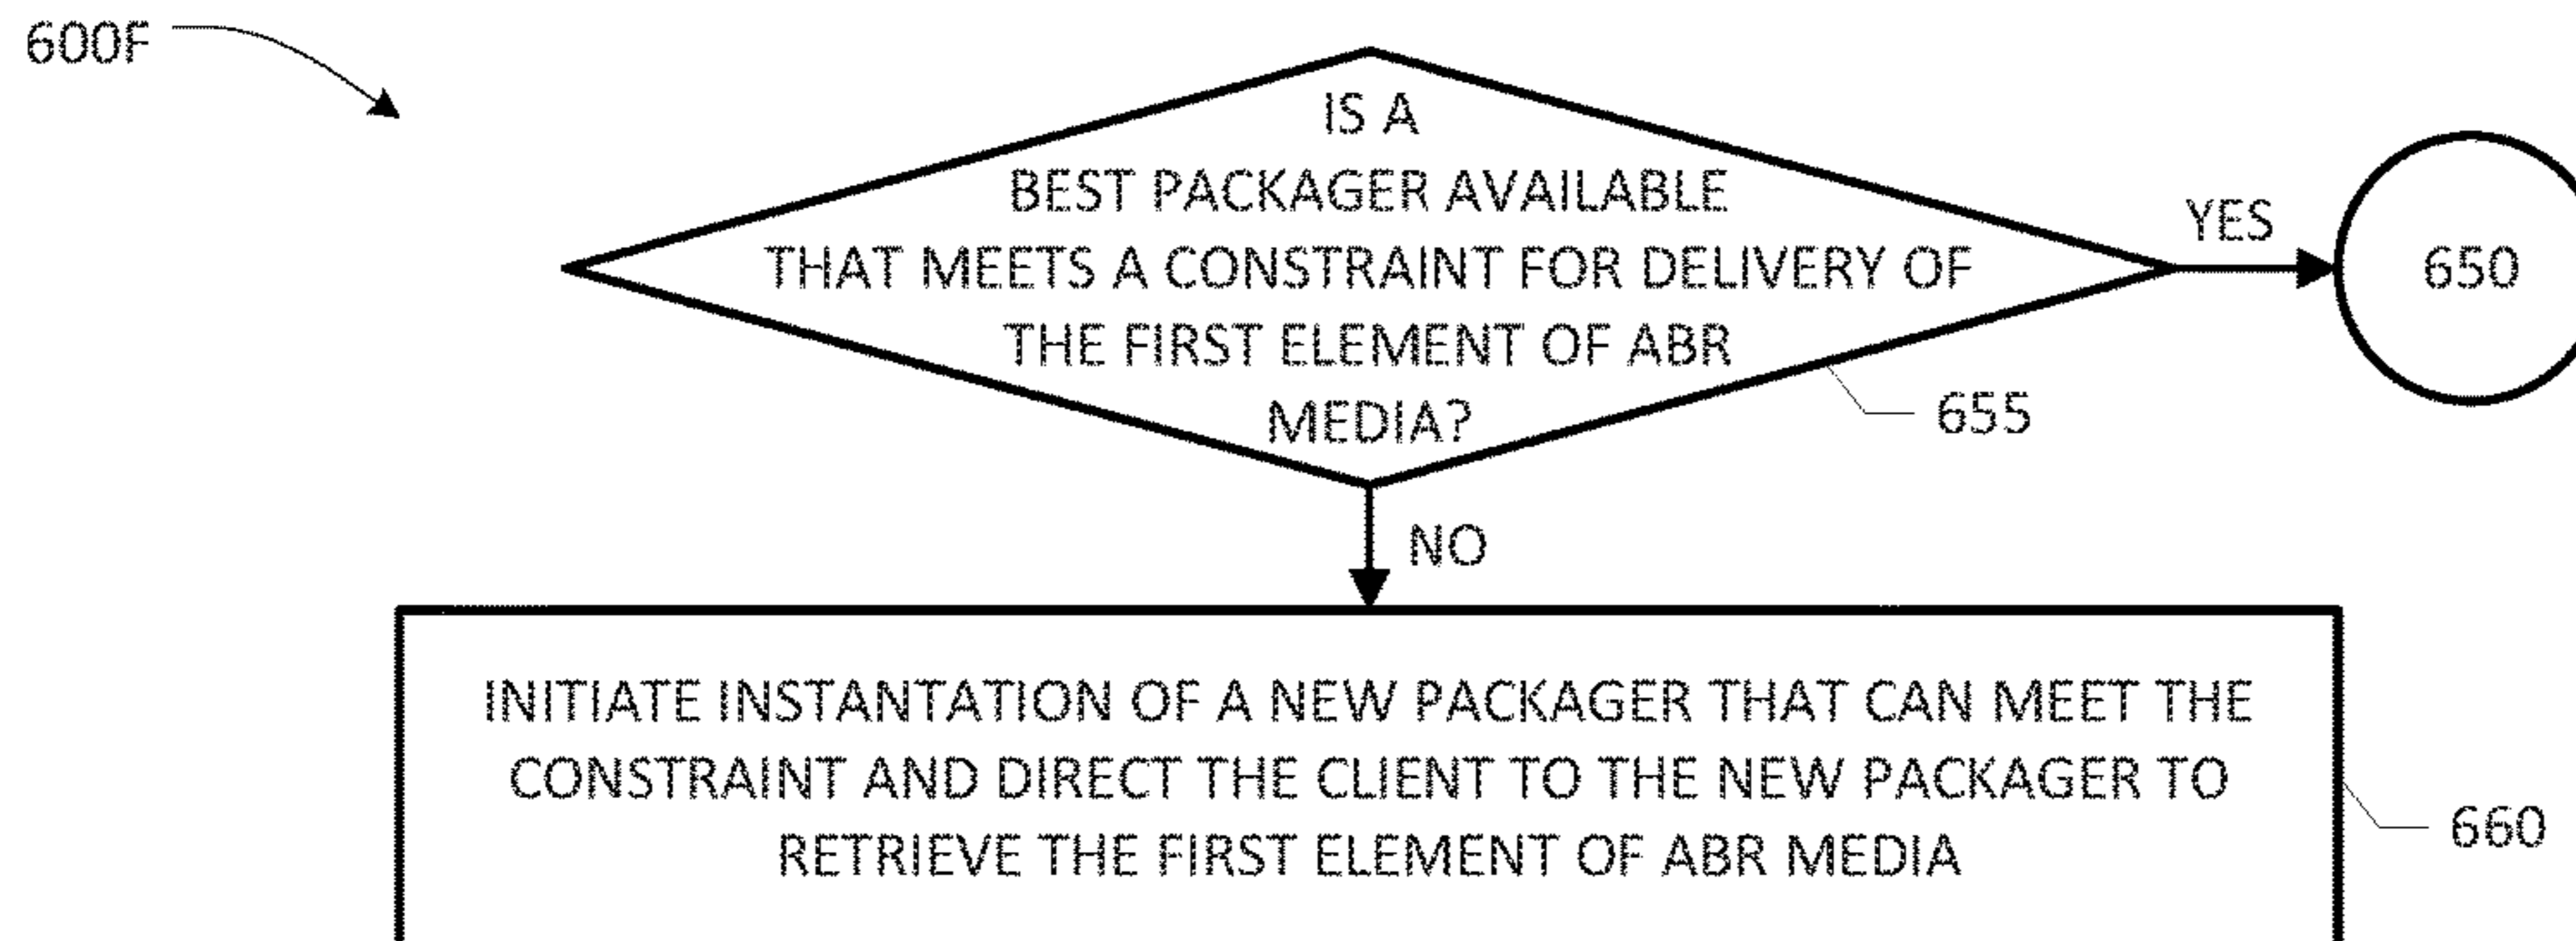 600F
IS A
BEST PACKAGER AVAILABLE
THAT MEETS A CONSTRAINT FOR DELIVERY OF
THE FIRST ELEMENT OF ABR
MEDIA?
YES
650
655
NO
INITIATE INSTANTATION OF A NEW PACKAGER THAT CAN MEET THE
CONSTRAINT AND DIRECT THE CLIENT TO THE NEW PACKAGER TO
RETRIEVE THE FIRST ELEMENT OF ABR MEDIA
660